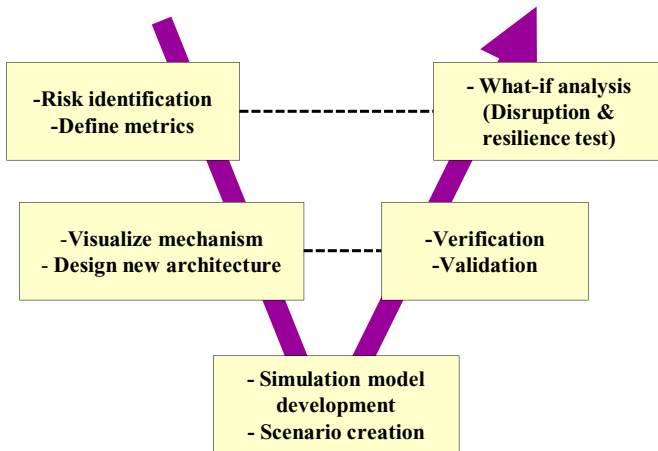 -Risk identification
-Define metrics
- What-if analysis
(Disruption &
resilience test)
-Visualize mechanism
- Design new architecture
-Verification
-Validation
- Simulation model
development
- Scenario creation